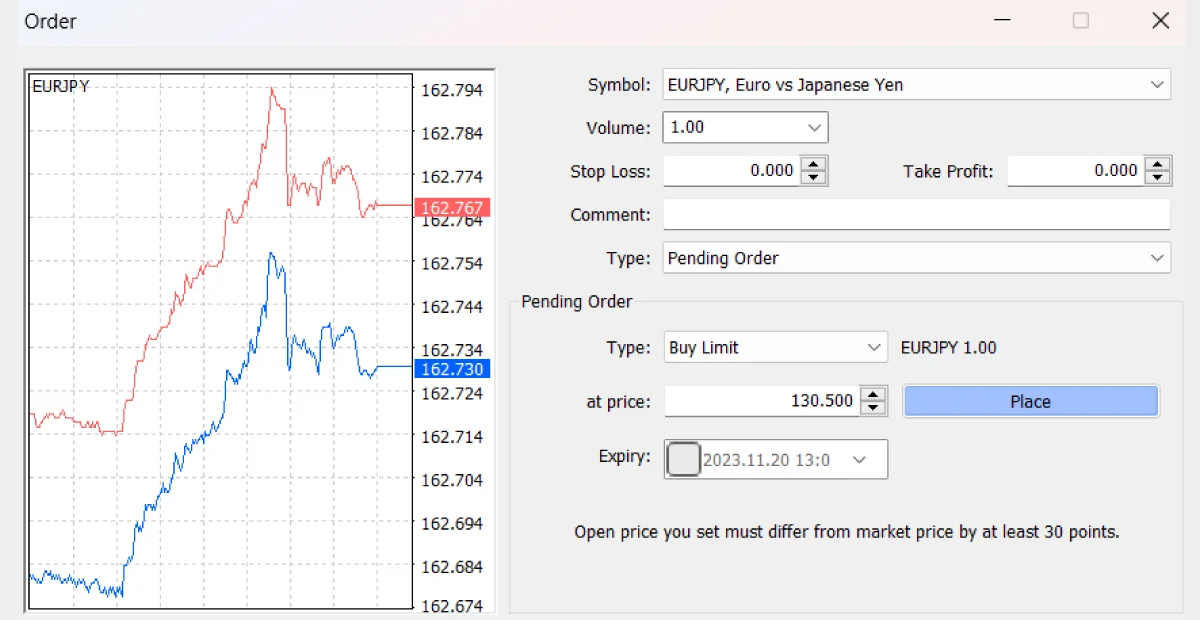 Order
EURJPY
162.794
162.784
162.774
162.767
162.764
162.754
162.744
162.734
162.730
162.724
162.714
162.704
162.694
162.684
162.674
Symbol: EURJPY, Euro vs Japanese Yen
Volume: 1.00
Stop Loss: 0.000 Take Profit: 0.000
Comment:
Type: Pending Order
Pending Order
Type: Buy Limit EURJPY 1.00
at price: 130.500 Place
Expiry: 2023.11.20 13:0
Open price you set must differ from market price by at least 30 points.